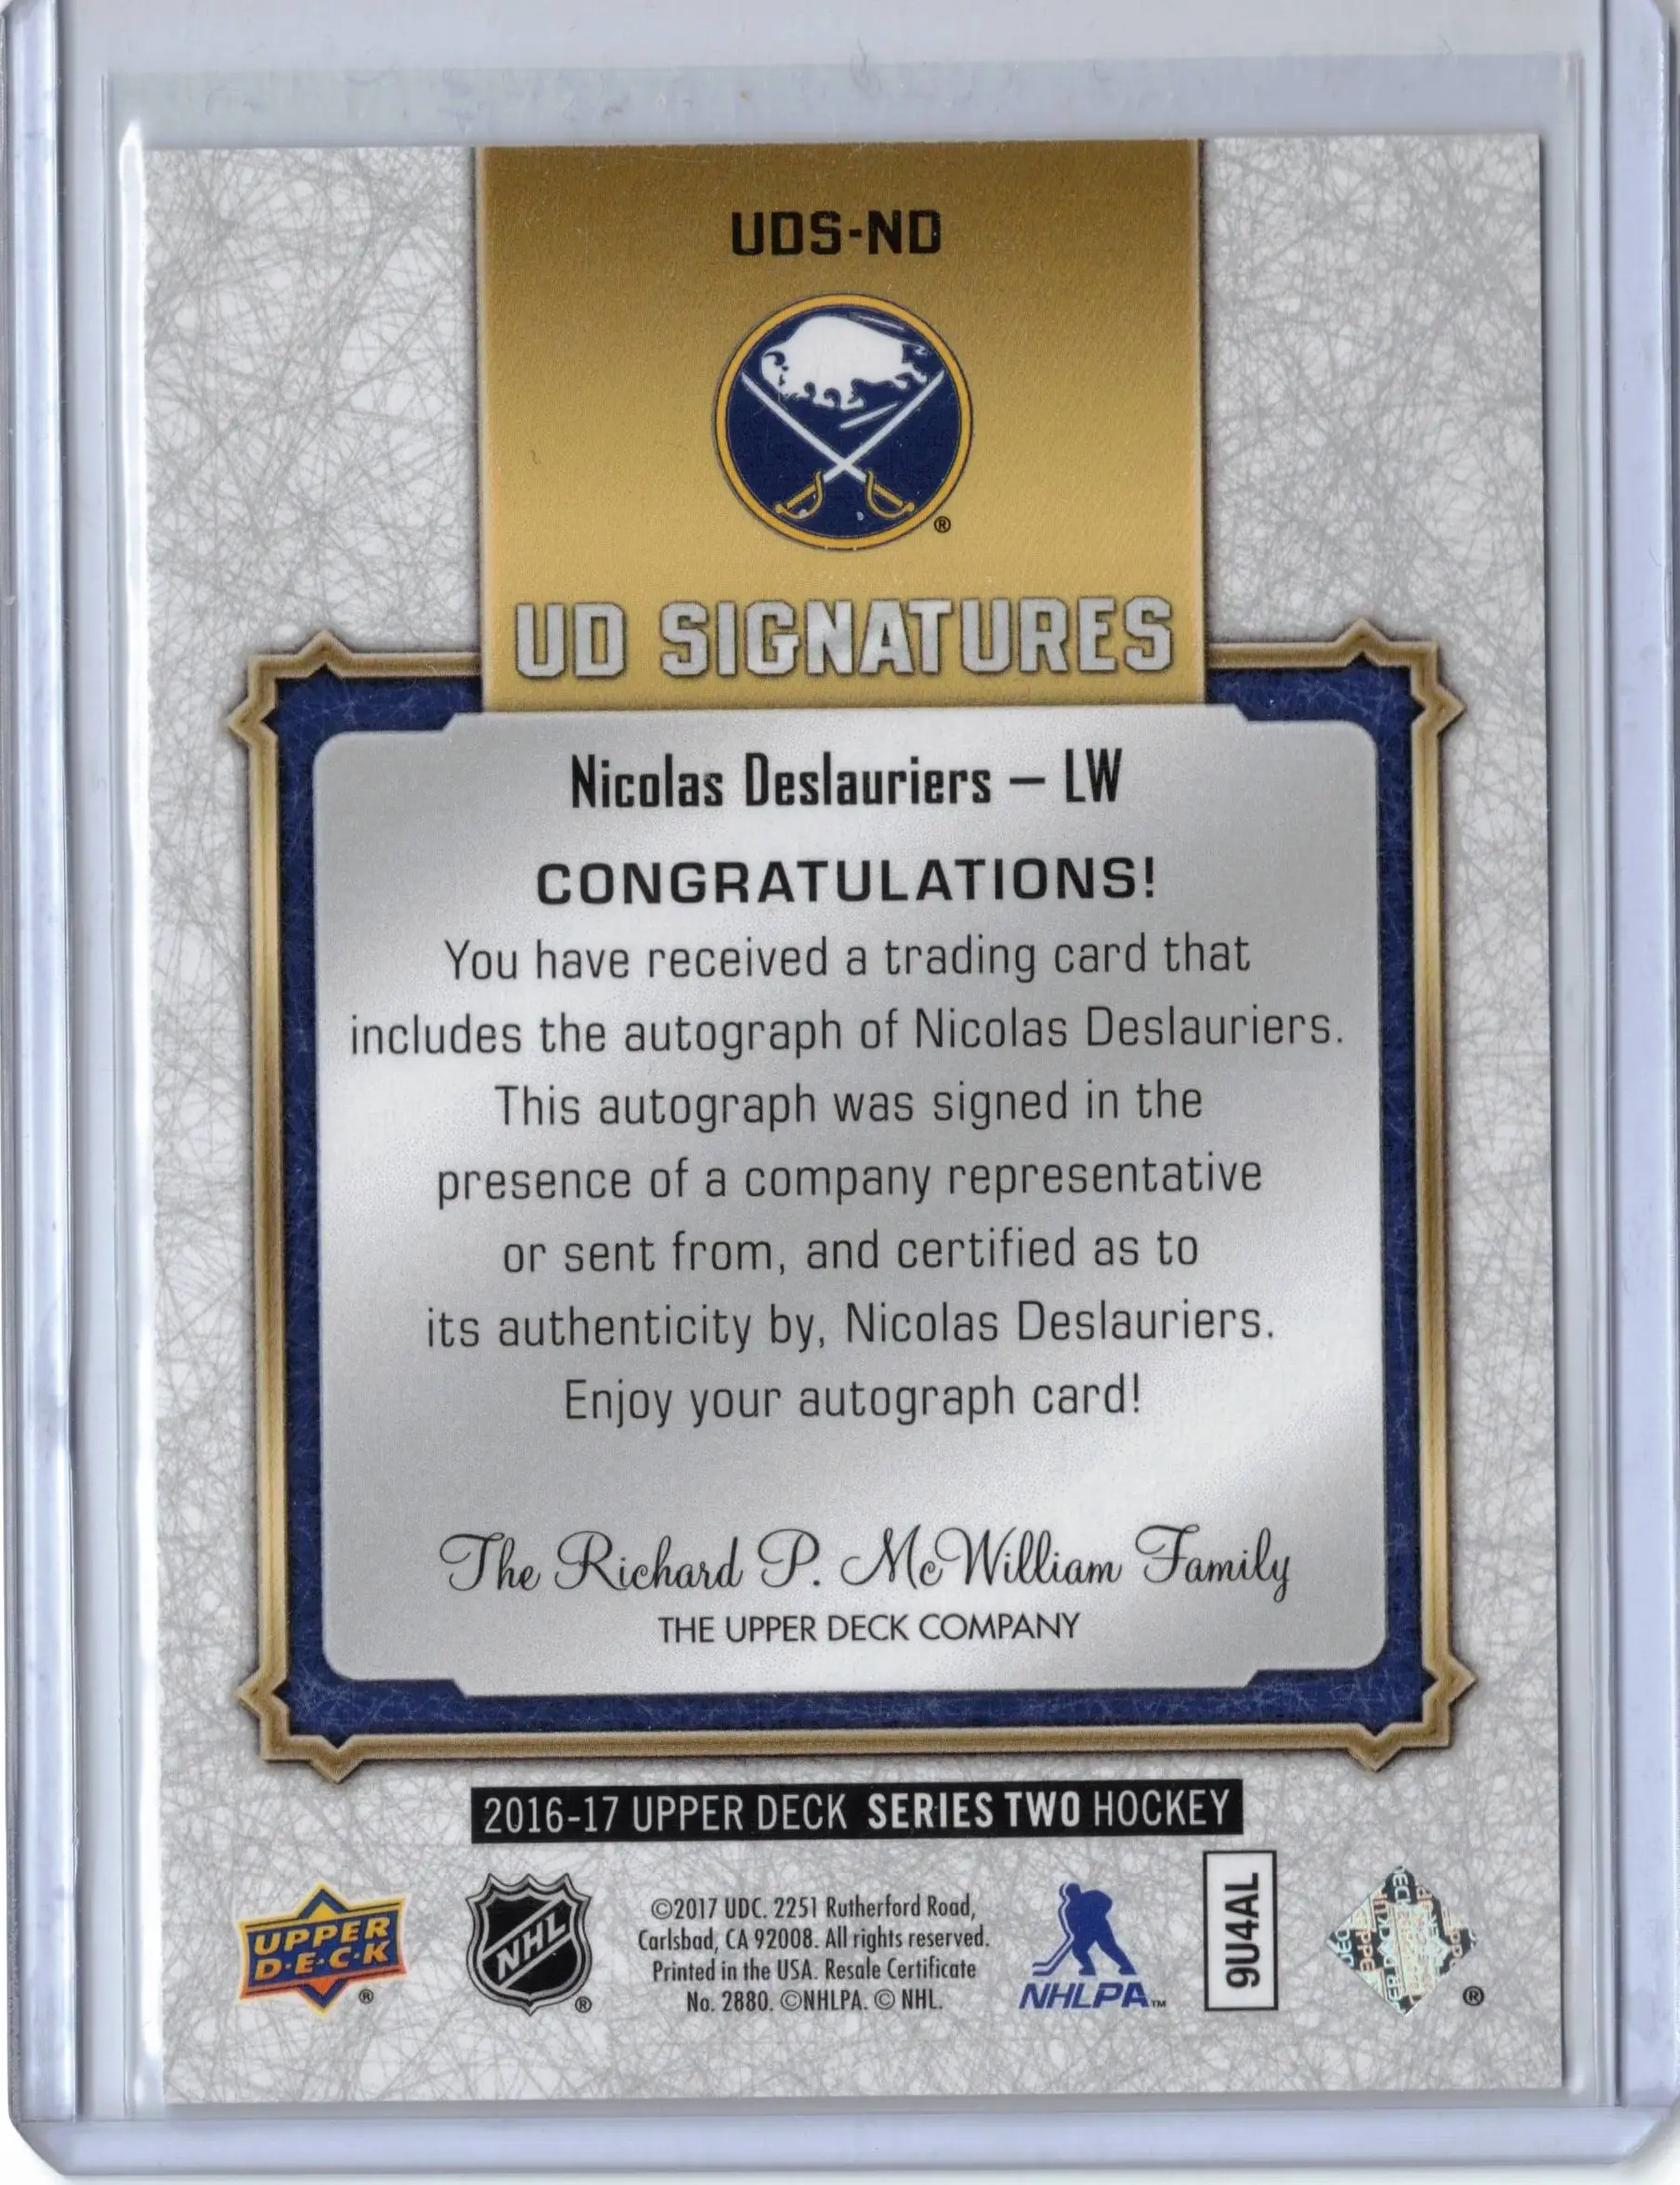 UDS-ND
®
UD SIGNATURES
Nicolas Deslauriers – LW
CONGRATULATIONS!
You have received a trading card that
includes the autograph of Nicolas Deslauriers.
This autograph was signed in the
presence of a company representative
or sent from, and certified as to
its authenticity by, Nicolas Deslauriers.
Enjoy your autograph card!
The Richard P. McWilliam Family
THE UPPER DECK COMPANY
2016-17 UPPER DECK SERIES TWO HOCKEY
UPPER
D·E·C·K
®
NHL
®
©2017 UDC. 2251 Rutherford Road,
Carlsbad, CA 92008. All rights reserved.
Printed in the USA. Resale Certificate
No. 2880. ©NHLPA. © NHL.
NHLPA™
9U4AL
®